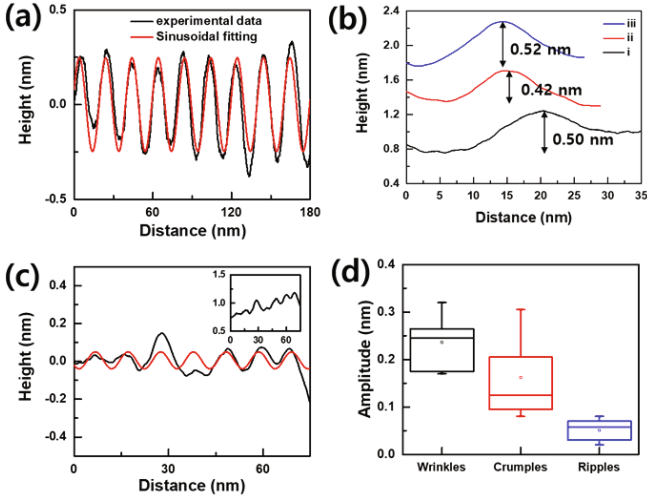 (a)
experimental data
Sinusoidal fitting
Height (nm)
0.5
0.0
-0.5
0
30
60
90
120
150
180
Distance (nm)
(b)
iii
ii
i
0.52 nm
0.42 nm
0.50 nm
Height (nm)
2.4
2.0
1.6
1.2
0.8
0.4
0
5
10
15
20
25
30
35
Distance (nm)
(c)
Height (nm)
0.4
0.2
0.0
-0.2
-0.4
0
30
60
Distance (nm)
1.5
1.0
0.5
0
30
60
(d)
Amplitude (nm)
0.4
0.3
0.2
0.1
0.0
Wrinkles
Crumples
Ripples